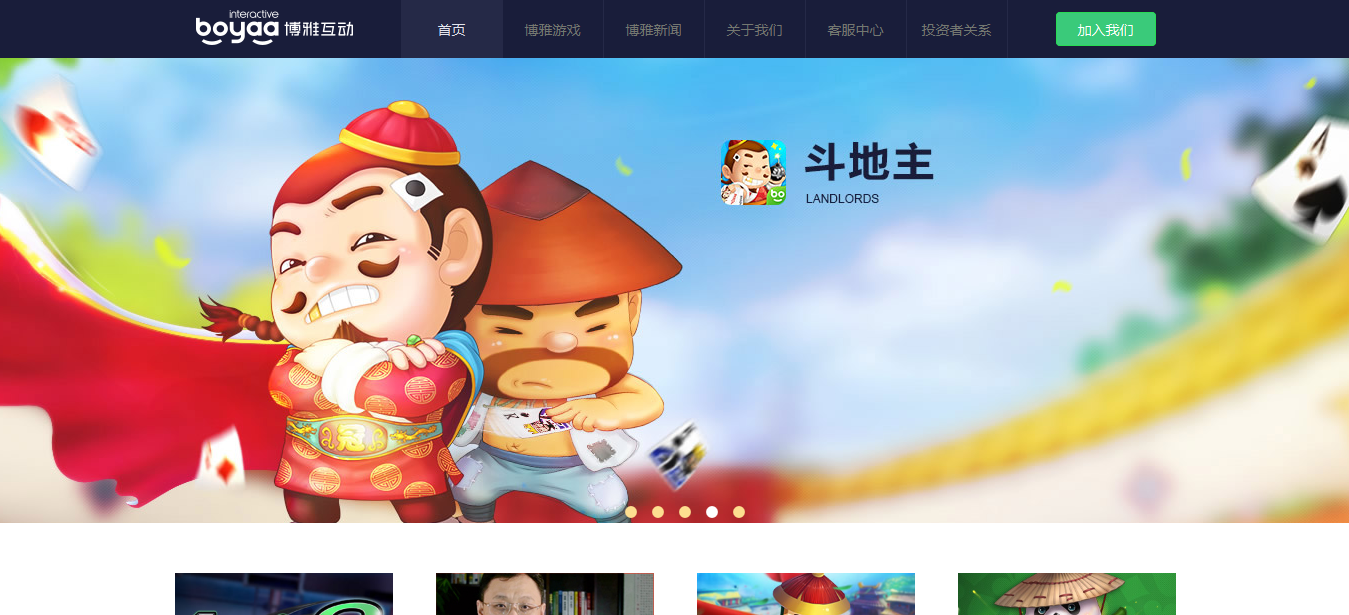 interactive
boyaa 博雅互动
首页 博雅游戏 博雅新闻 关于我们 客服中心 投资者关系 加入我们
斗地主
LANDLORDS
冠